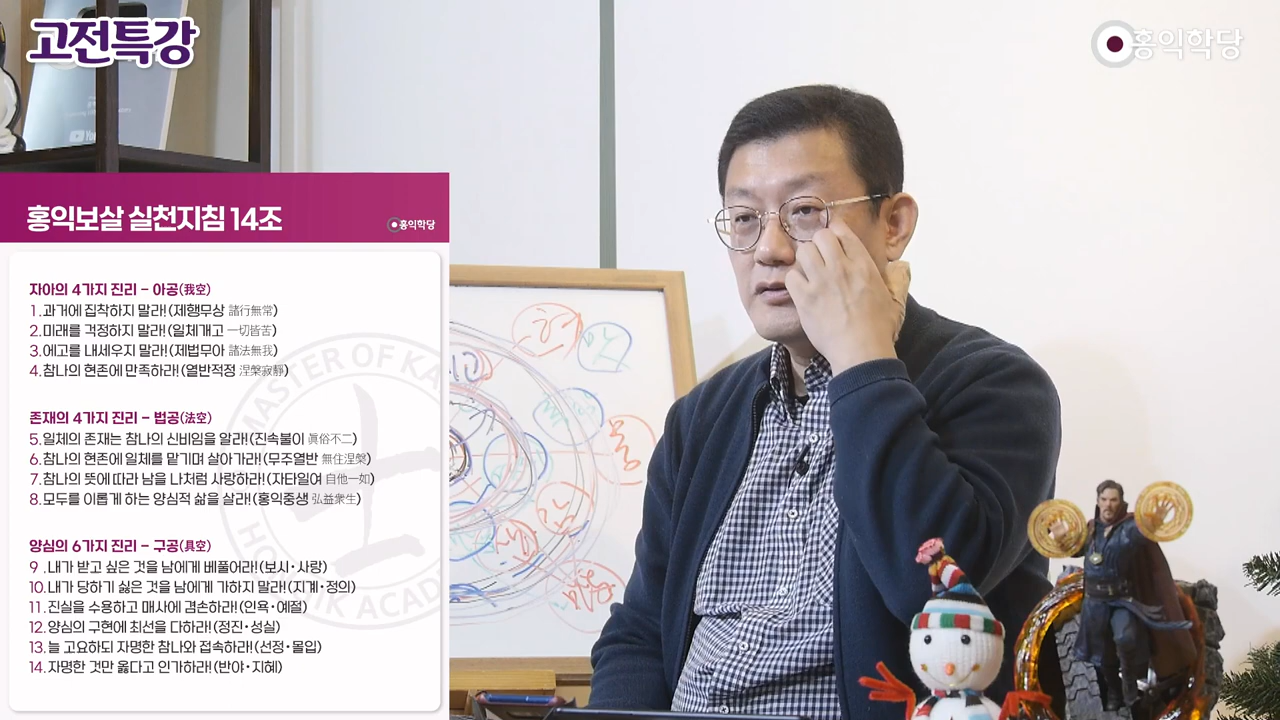 고전특강
홍익학당
홍익보살 실천지침 14조
홍익학당
자아의 4가지 진리 - 아공(我空)
1. 과거에 집착하지 말라! (제행무상 諸行無常)
2. 미래를 걱정하지 말라! (일체개고 一切皆苦)
3. 에고를 내세우지 말라! (제법무아 諸法無我)
4. 참나의 현존에 만족하라! (열반적정 涅槃寂靜)
존재의 4가지 진리 - 법공(法空)
5. 일체의 존재는 참나의 신비임을 알라! (진속불이 眞俗不二)
6. 참나의 현존에 일체를 맡기며 살아가라! (무주열반 無住涅槃)
7. 참나의 뜻에 따라 남을 나처럼 사랑하라! (자타일여 自他一如)
8. 모두를 이롭게 하는 양심적 삶을 살라! (홍익중생 弘益衆生)
양심의 6가지 진리 - 구공(具空)
9. 내가 받고 싶은 것을 남에게 베풀어라! (보시·사랑)
10. 내가 당하기 싫은 것을 남에게 가하지 말라! (지계·정의)
11. 진실을 수용하고 매사에 겸손하라! (인욕·예절)
12. 양심의 구현에 최선을 다하라! (정진·성실)
13. 늘 고요하되 자명한 참나와 접속하라! (선정·몰입)
14. 자명한 것만 옳다고 인가하라! (반야·지혜)
MASTER OF KA
HO IK ACADEM